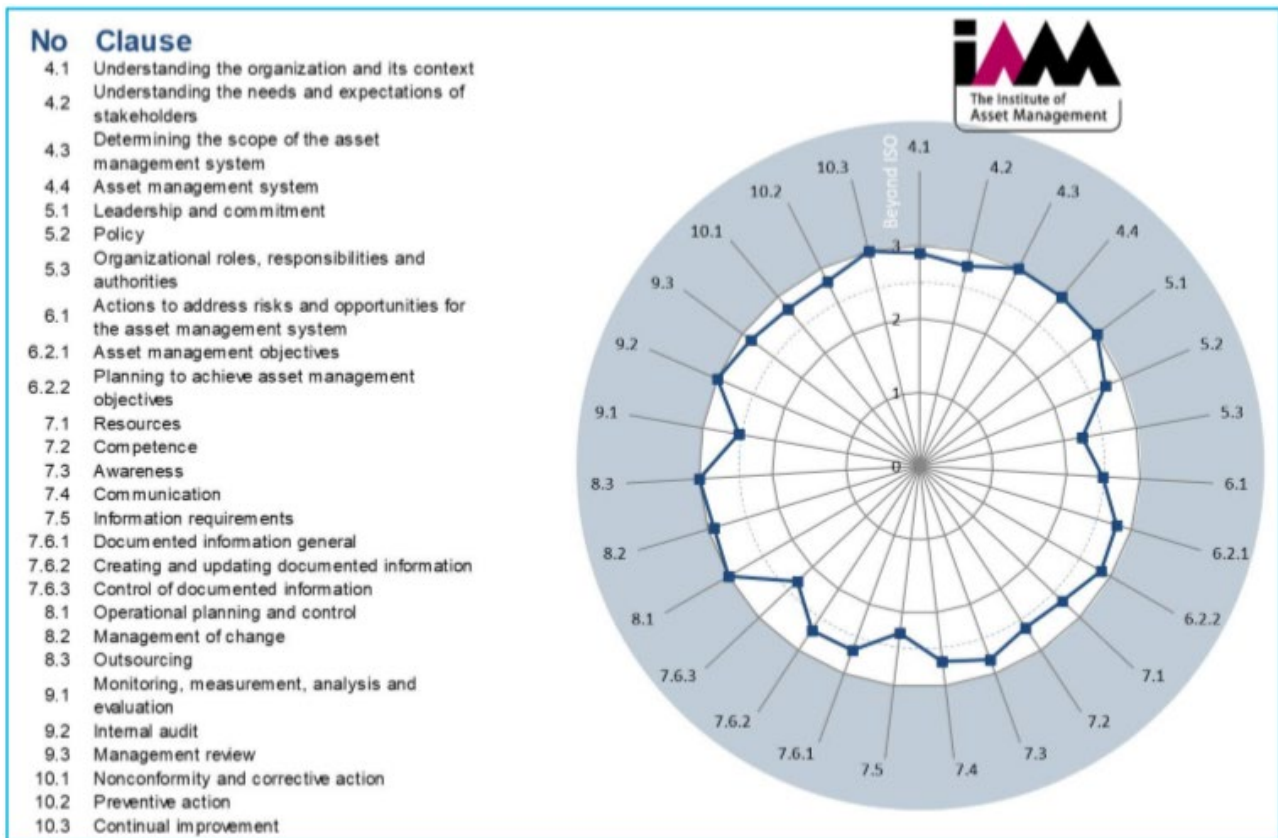 No Clause
4.1 Understanding the organization and its context
4.2 Understanding the needs and expectations of
stakeholders
4.3 Determining the scope of the asset
management system
4.4 Asset management system
5.1 Leadership and commitment
5.2 Policy
5.3 Organizational roles, responsibilities and
authorities
6.1 Actions to address risks and opportunities for
the asset management system
6.2.1 Asset management objectives
6.2.2 Planning to achieve asset management
objectives
7.1 Resources
7.2 Competence
7.3 Awareness
7.4 Communication
7.5 Information requirements
7.6.1 Documented information general
7.6.2 Creating and updating documented information
7.6.3 Control of documented information
8.1 Operational planning and control
8.2 Management of change
8.3 Outsourcing
9.1 Monitoring, measurement, analysis and
evaluation
9.2 Internal audit
9.3 Management review
10.1 Nonconformity and corrective action
10.2 Preventive action
10.3 Continual improvement
iAM
The Institute of
Asset Management
Beyond ISO
4.1
4.2
4.3
4.4
5.1
5.2
5.3
6.1
6.2.1
6.2.2
7.1
7.2
7.3
7.4
7.5
7.6.1
7.6.2
7.6.3
8.1
8.2
8.3
9.1
9.2
9.3
10.1
10.2
10.3
3
2
1
0